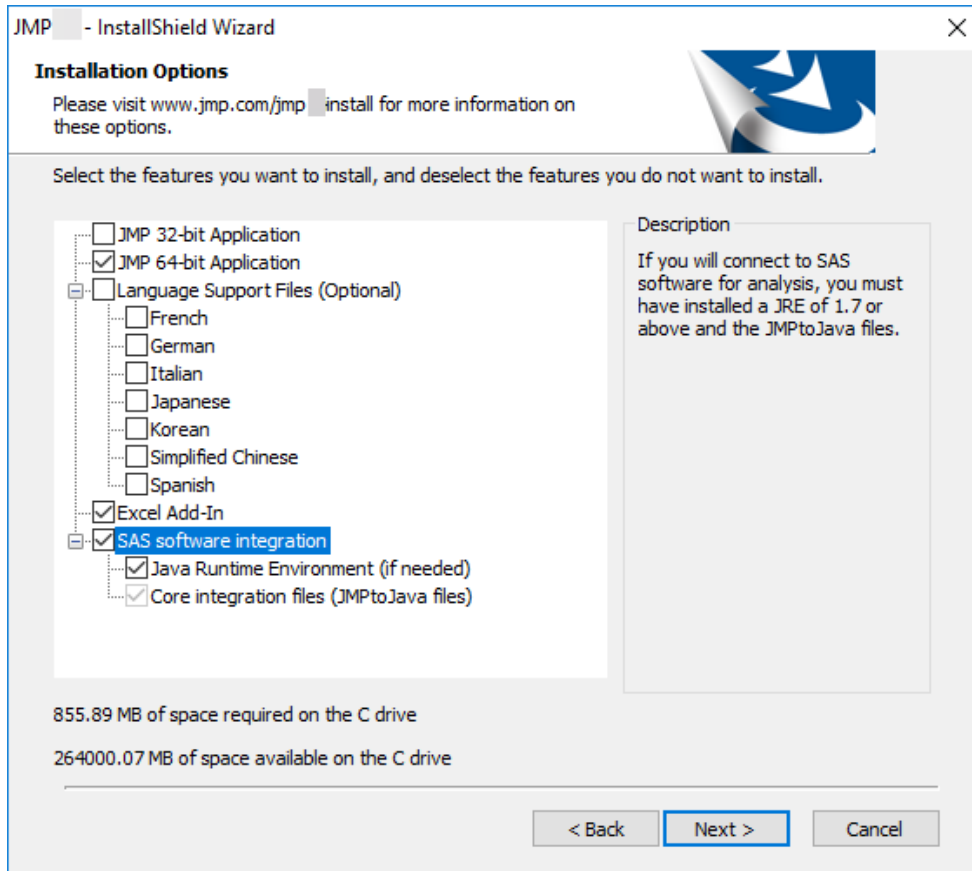 JMP - InstallShield Wizard
Installation Options
Please visit www.jmp.com/jmp install for more information on
these options.
Select the features you want to install, and deselect the features you do not want to install.
JMP 32-bit Application
JMP 64-bit Application
Language Support Files (Optional)
French
German
Italian
Japanese
Korean
Simplified Chinese
Spanish
Excel Add-In
SAS software integration
Java Runtime Environment (if needed)
Core integration files (JMPtoJava files)
Description
If you will connect to SAS
software for analysis, you must
have installed a JRE of 1.7 or
above and the JMPtoJava files.
855.89 MB of space required on the C drive
264000.07 MB of space available on the C drive
< Back
Next >
Cancel